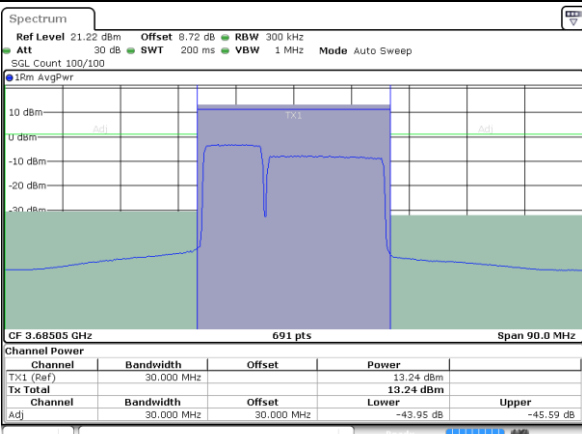 Spectrum
Ref Level 21.22 dBm Offset 8.72 dB RBW 300 kHz
Att 30 dB SWT 200 ms VBW 1 MHz Mode Auto Sweep
SGL Count 100/100
1Rm AvgPwr
10 dBm
TX1
Adj Adj
0 dBm
-10 dBm
-20 dBm
-30 dBm
CF 3.68505 GHz 691 pts Span 90.0 MHz
Channel Power
Channel Bandwidth Offset Power
TX1 (Ref) 30.000 MHz 13.24 dBm
Tx Total 13.24 dBm
Channel Bandwidth Offset Lower Upper
Adj 30.000 MHz 30.000 MHz -43.95 dB -45.59 dB